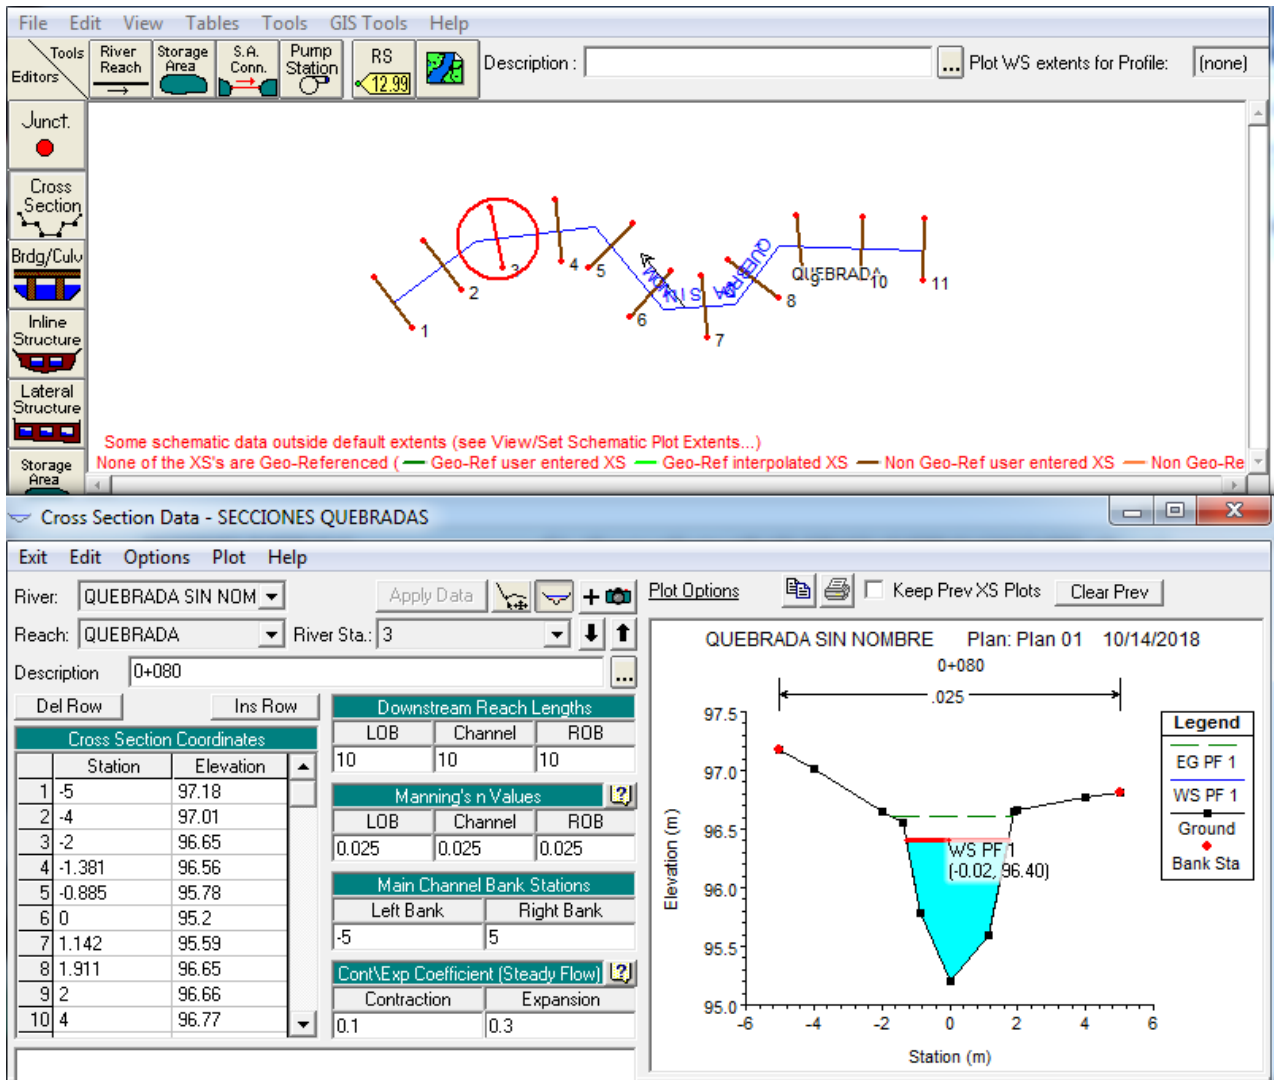 File Edit View Tables Tools GIS Tools Help
Tools
Editors
River Reach
Storage Area
S.A. Conn.
Pump Station
RS
12.99
Description :
...
Plot WS extents for Profile:
(none)
Junct.
Cross Section
Brdg/Culv
Inline Structure
Lateral Structure
Storage Area
1
2
3
4
5
6
7
8
9
10
11
QUEBRADA
QUEBRADA SIN NOM
Some schematic data outside default extents (see View/Set Schematic Plot Extents...)
None of the XS's are Geo-Referenced ( Geo-Ref user entered XS Geo-Ref interpolated XS Non Geo-Ref user entered XS Non Geo-Re
Cross Section Data - SECCIONES QUEBRADAS
Exit Edit Options Plot Help
River: QUEBRADA SIN NOM
Apply Data
Reach: QUEBRADA River Sta.: 3
Description 0+080 ...
Del Row Ins Row
Cross Section Coordinates
Station Elevation
1 -5 97.18
2 -4 97.01
3 -2 96.65
4 -1.381 96.56
5 -0.885 95.78
6 0 95.2
7 1.142 95.59
8 1.911 96.65
9 2 96.66
10 4 96.77
Downstream Reach Lengths
LOB Channel ROB
10 10 10
Manning's n Values
LOB Channel ROB
0.025 0.025 0.025
Main Channel Bank Stations
Left Bank Right Bank
-5 5
Cont\Exp Coefficient (Steady Flow)
Contraction Expansion
0.1 0.3
Plot Options Keep Prev XS Plots Clear Prev
QUEBRADA SIN NOMBRE Plan: Plan 01 10/14/2018
0+080
.025
97.5
97.0
96.5
96.0
95.5
95.0
Elevation (m)
WS PF 1
(-0.02, 96.40)
-6 -4 -2 0 2 4 6
Station (m)
Legend
EG PF 1
WS PF 1
Ground
Bank Sta